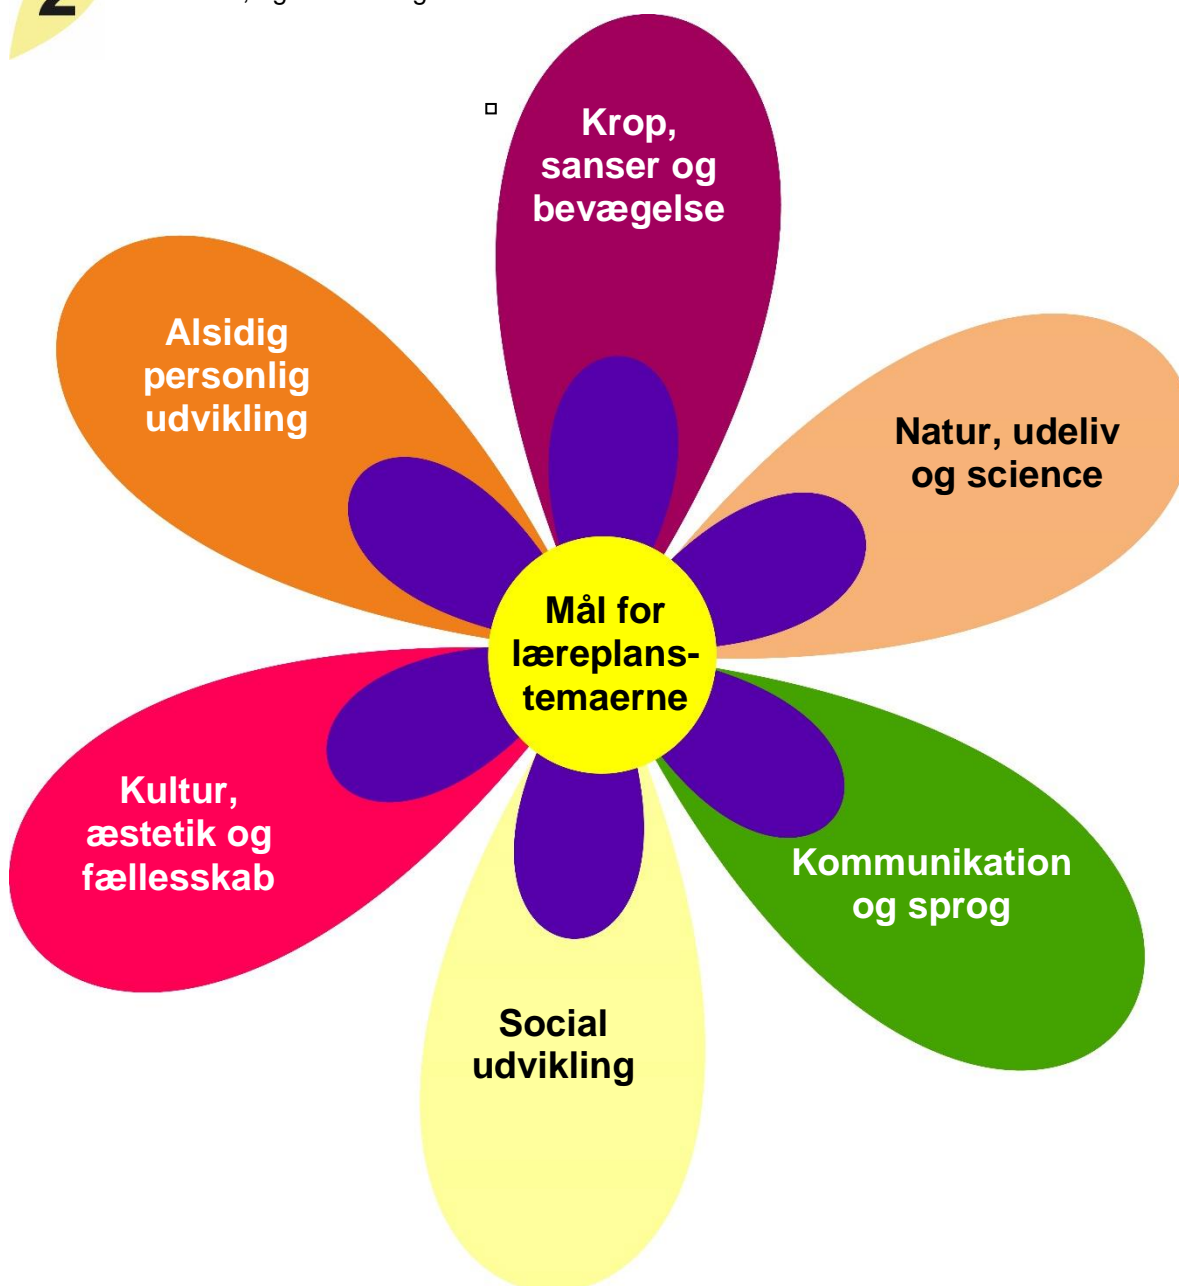 2
Krop,
sanser og
bevægelse
Alsidig
personlig
udvikling
Natur, udeliv
og science
Mål for
læreplans-
temaerne
Kultur,
æstetik og
fællesskab
Kommunikation
og sprog
Social
udvikling